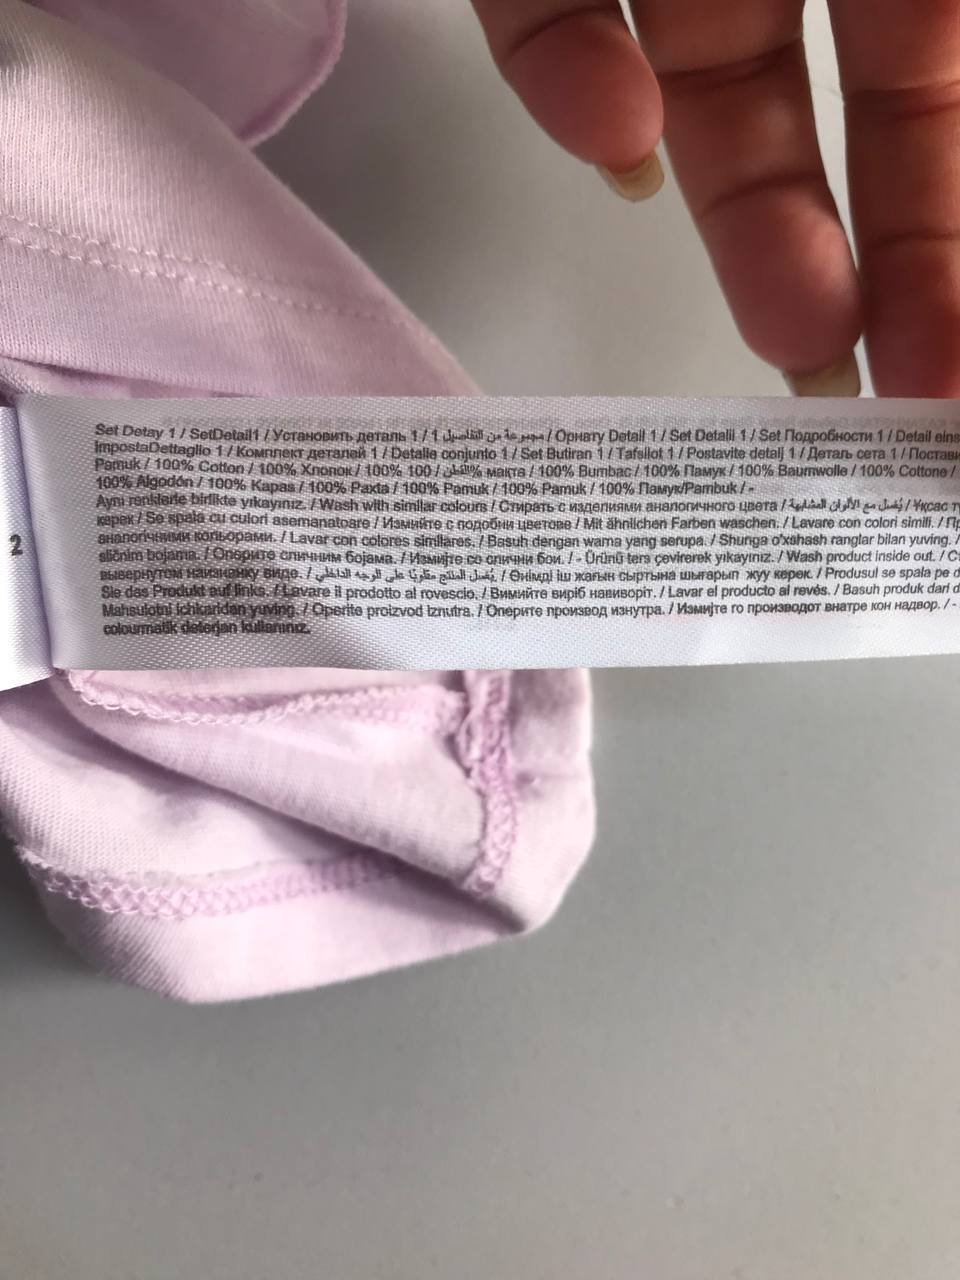 Set Detay 1 / SetDetail1 / Установить деталь 1 / مجموعة من التفاصيل 1 / Орнату Detail 1 / Set Detalii 1 / Set Подробности 1 / Detail eins
ImpostaDettaglio 1 / Комплект деталей 1 / Detalle conjunto 1 / Set Butiran 1 / Tafsilot 1 / Postavite detalj 1 / Деталь сета 1 / Постави
Pamuk / 100% Cotton / 100% Хлопок / 100% القطن / 100% мақта / 100% Bumbac / 100% Памук / 100% Baumwolle / 100% Cottone /
100% Algodón / 100% Kapas / 100% Paxta / 100% Pamuk / 100% Pamuk / 100% Памук/Pambuk / -
Aynı renklerle birlikte yıkayınız. / Wash with similar colours / Стирать с изделиями аналогичного цвета / يُغسل مع الألوان المشابهة / Ұқсас
керек / Se spala cu culori asemanatoare / Измийте с подобни цветове / Mit ähnlichen Farben waschen. / Lavare con colori simili. /
аналогічними кольорами. / Lavar con colores similares. / Basuh dengan warna yang serupa. / Shunga o'xshash ranglar bilan yuving. /
sličnim bojama. / Оперите сличним бојама. / Измијте со слични бои. / - Ürünü ters çevirerek yıkayınız. / Wash product inside out. /
2
вывернутом наизнанку виде. / يُغسل المنتج مقلوبًا على الوجه الداخلي. / Өнімді іш жағын сыртына шығарып жуу керек. / Produsul se spala pe
Sie das Produkt auf links. / Lavare il prodotto al rovescio. / Вимийте виріб навиворіт. / Lavar el producto al revés. / Basuh produk dari
Mahsulotni ichkaridan yuving. / Operite proizvod iznutra. / Оперите производ изнутра. / Измијте го производот внатре кон надвор. / -
colourmatik deterjan kullanınız.